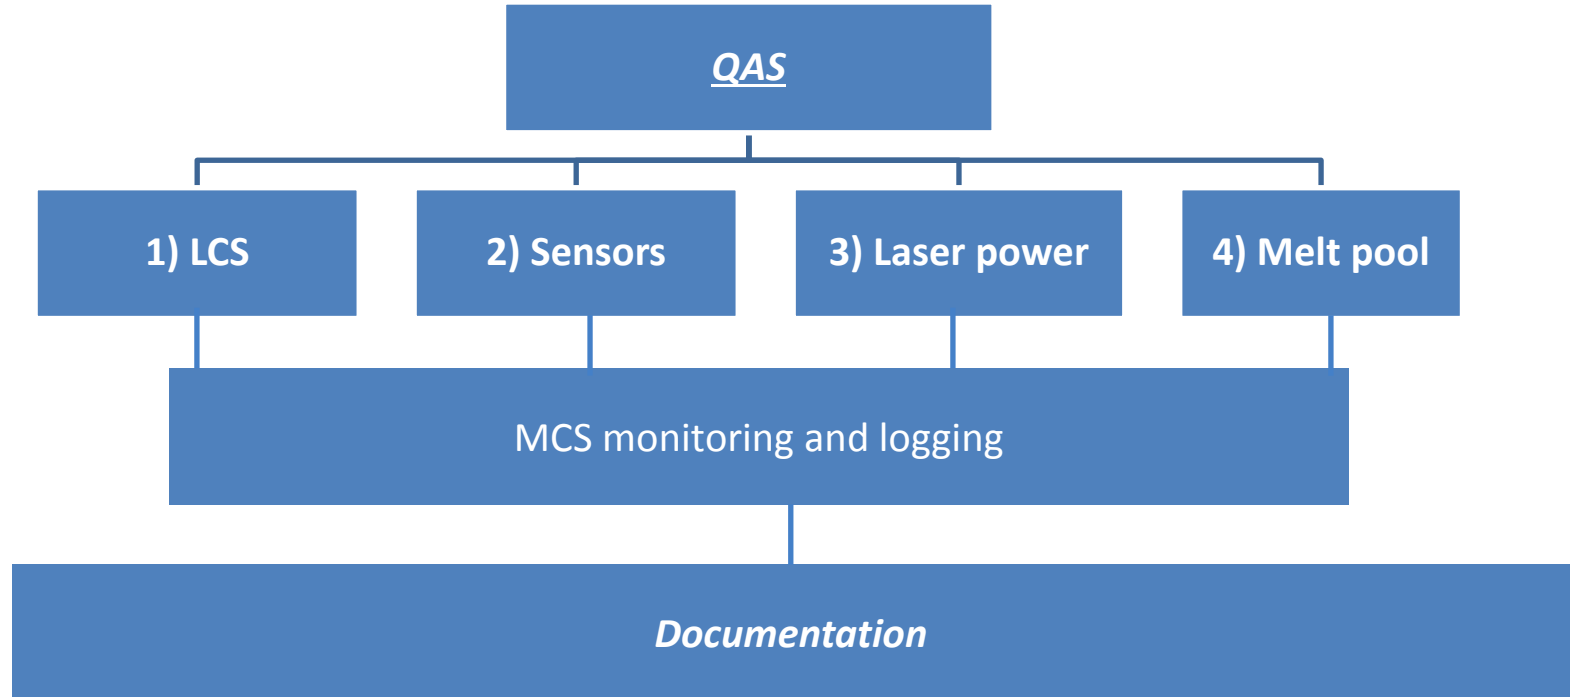 QAS
1) LCS
2) Sensors
3) Laser power
4) Melt pool
MCS monitoring and logging
Documentation